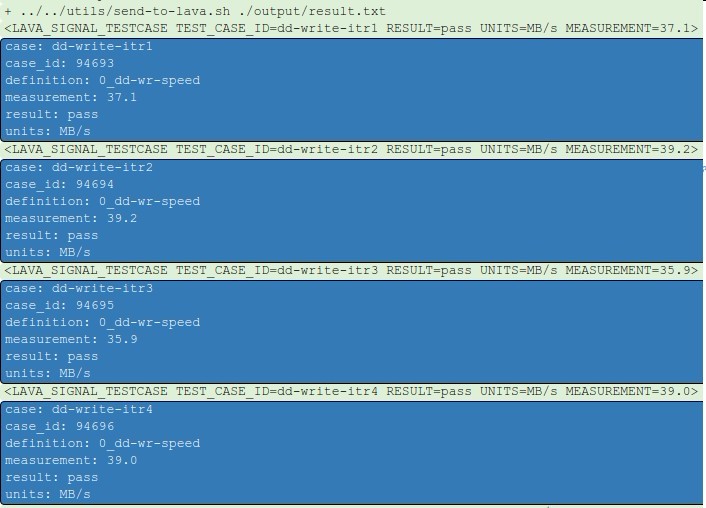 + ../../utils/send-to-lava.sh ./output/result.txt
<LAVA_SIGNAL_TESTCASE TEST_CASE_ID=dd-write-itr1 RESULT=pass UNITS=MB/s MEASUREMENT=37.1>
case: dd-write-itr1
case_id: 94693
definition: 0_dd-wr-speed
measurement: 37.1
result: pass
units: MB/s
<LAVA_SIGNAL_TESTCASE TEST_CASE_ID=dd-write-itr2 RESULT=pass UNITS=MB/s MEASUREMENT=39.2>
case: dd-write-itr2
case_id: 94694
definition: 0_dd-wr-speed
measurement: 39.2
result: pass
units: MB/s
<LAVA_SIGNAL_TESTCASE TEST_CASE_ID=dd-write-itr3 RESULT=pass UNITS=MB/s MEASUREMENT=35.9>
case: dd-write-itr3
case_id: 94695
definition: 0_dd-wr-speed
measurement: 35.9
result: pass
units: MB/s
<LAVA_SIGNAL_TESTCASE TEST_CASE_ID=dd-write-itr4 RESULT=pass UNITS=MB/s MEASUREMENT=39.0>
case: dd-write-itr4
case_id: 94696
definition: 0_dd-wr-speed
measurement: 39.0
result: pass
units: MB/s